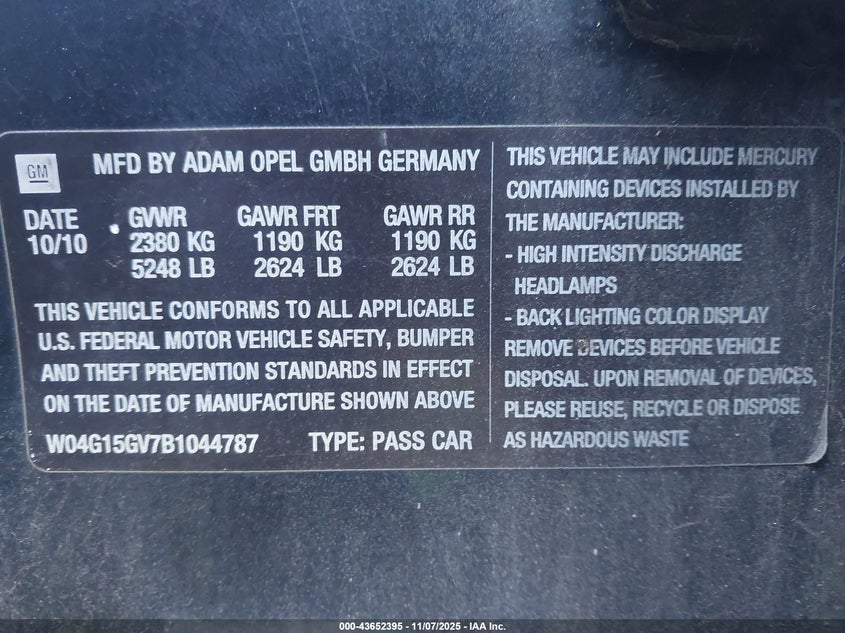 GM
MFD BY ADAM OPEL GMBH GERMANY
DATE GVWR GAWR FRT GAWR RR
10/10 2380 KG 1190 KG 1190 KG
5248 LB 2624 LB 2624 LB
THIS VEHICLE CONFORMS TO ALL APPLICABLE
U.S. FEDERAL MOTOR VEHICLE SAFETY, BUMPER
AND THEFT PREVENTION STANDARDS IN EFFECT
ON THE DATE OF MANUFACTURE SHOWN ABOVE
W04G15GV7B1044787 TYPE: PASS CAR
THIS VEHICLE MAY INCLUDE MERCURY
CONTAINING DEVICES INSTALLED BY
THE MANUFACTURER:
- HIGH INTENSITY DISCHARGE
HEADLAMPS
- BACK LIGHTING COLOR DISPLAY
REMOVE DEVICES BEFORE VEHICLE
DISPOSAL. UPON REMOVAL OF DEVICES,
PLEASE REUSE, RECYCLE OR DISPOSE
AS HAZARDOUS WASTE
000-43652395 - 11/07/2025 - IAA Inc.